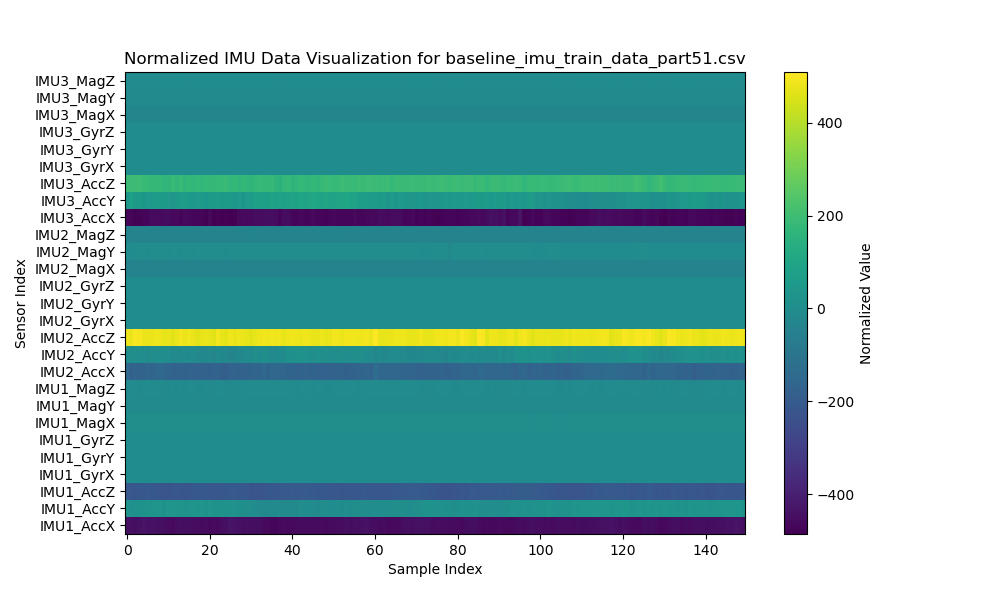 Normalized IMU Data Visualization for baseline_imu_train_data_part51.csv
IMU3_MagZ
IMU3_MagY
IMU3_MagX
IMU3_GyrZ
IMU3_GyrY
IMU3_GyrX
IMU3_AccZ
IMU3_AccY
IMU3_AccX
IMU2_MagZ
IMU2_MagY
IMU2_MagX
IMU2_GyrZ
IMU2_GyrY
IMU2_GyrX
IMU2_AccZ
IMU2_AccY
IMU2_AccX
IMU1_MagZ
IMU1_MagY
IMU1_MagX
IMU1_GyrZ
IMU1_GyrY
IMU1_GyrX
IMU1_AccZ
IMU1_AccY
IMU1_AccX
Sensor Index
0 20 40 60 80 100 120 140
Sample Index
400
200
0
−200
−400
Normalized Value